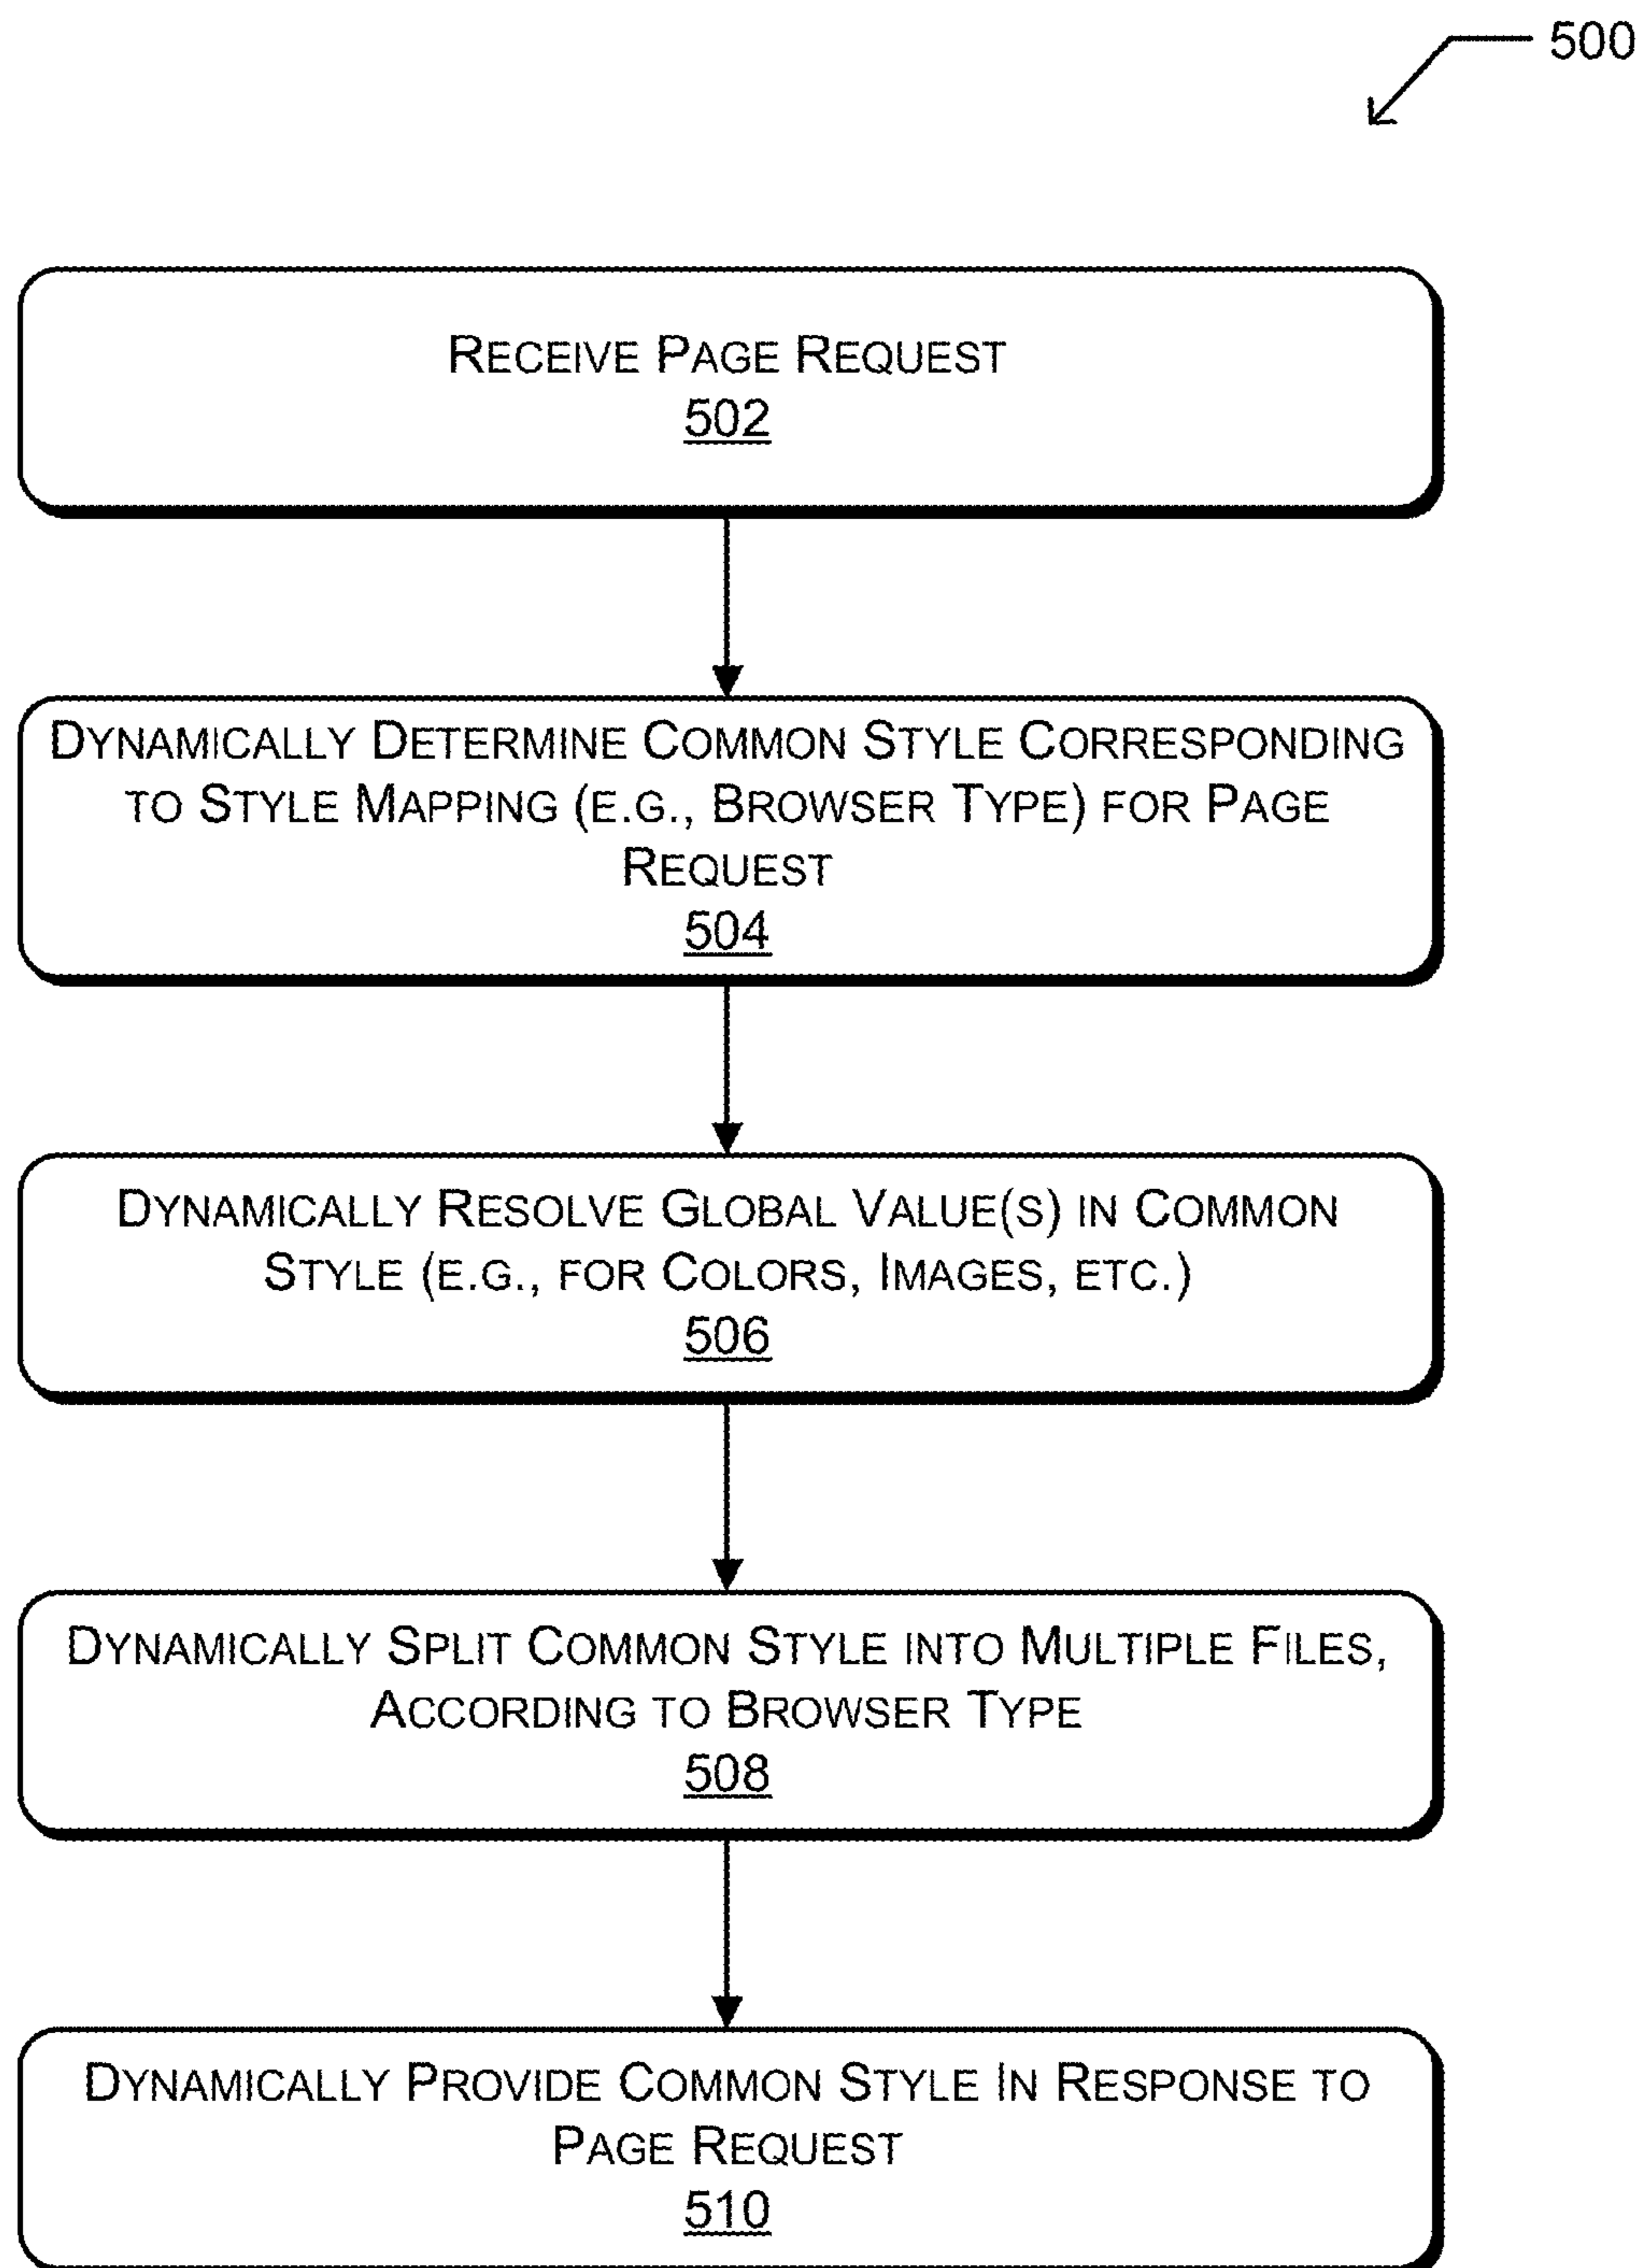 500
RECEIVE PAGE REQUEST
502
DYNAMICALLY DETERMINE COMMON STYLE CORRESPONDING
TO STYLE MAPPING (E.G., BROWSER TYPE) FOR PAGE
REQUEST
504
DYNAMICALLY RESOLVE GLOBAL VALUE(S) IN COMMON
STYLE (E.G., FOR COLORS, IMAGES, ETC.)
506
DYNAMICALLY SPLIT COMMON STYLE INTO MULTIPLE FILES,
ACCORDING TO BROWSER TYPE
508
DYNAMICALLY PROVIDE COMMON STYLE IN RESPONSE TO
PAGE REQUEST
510